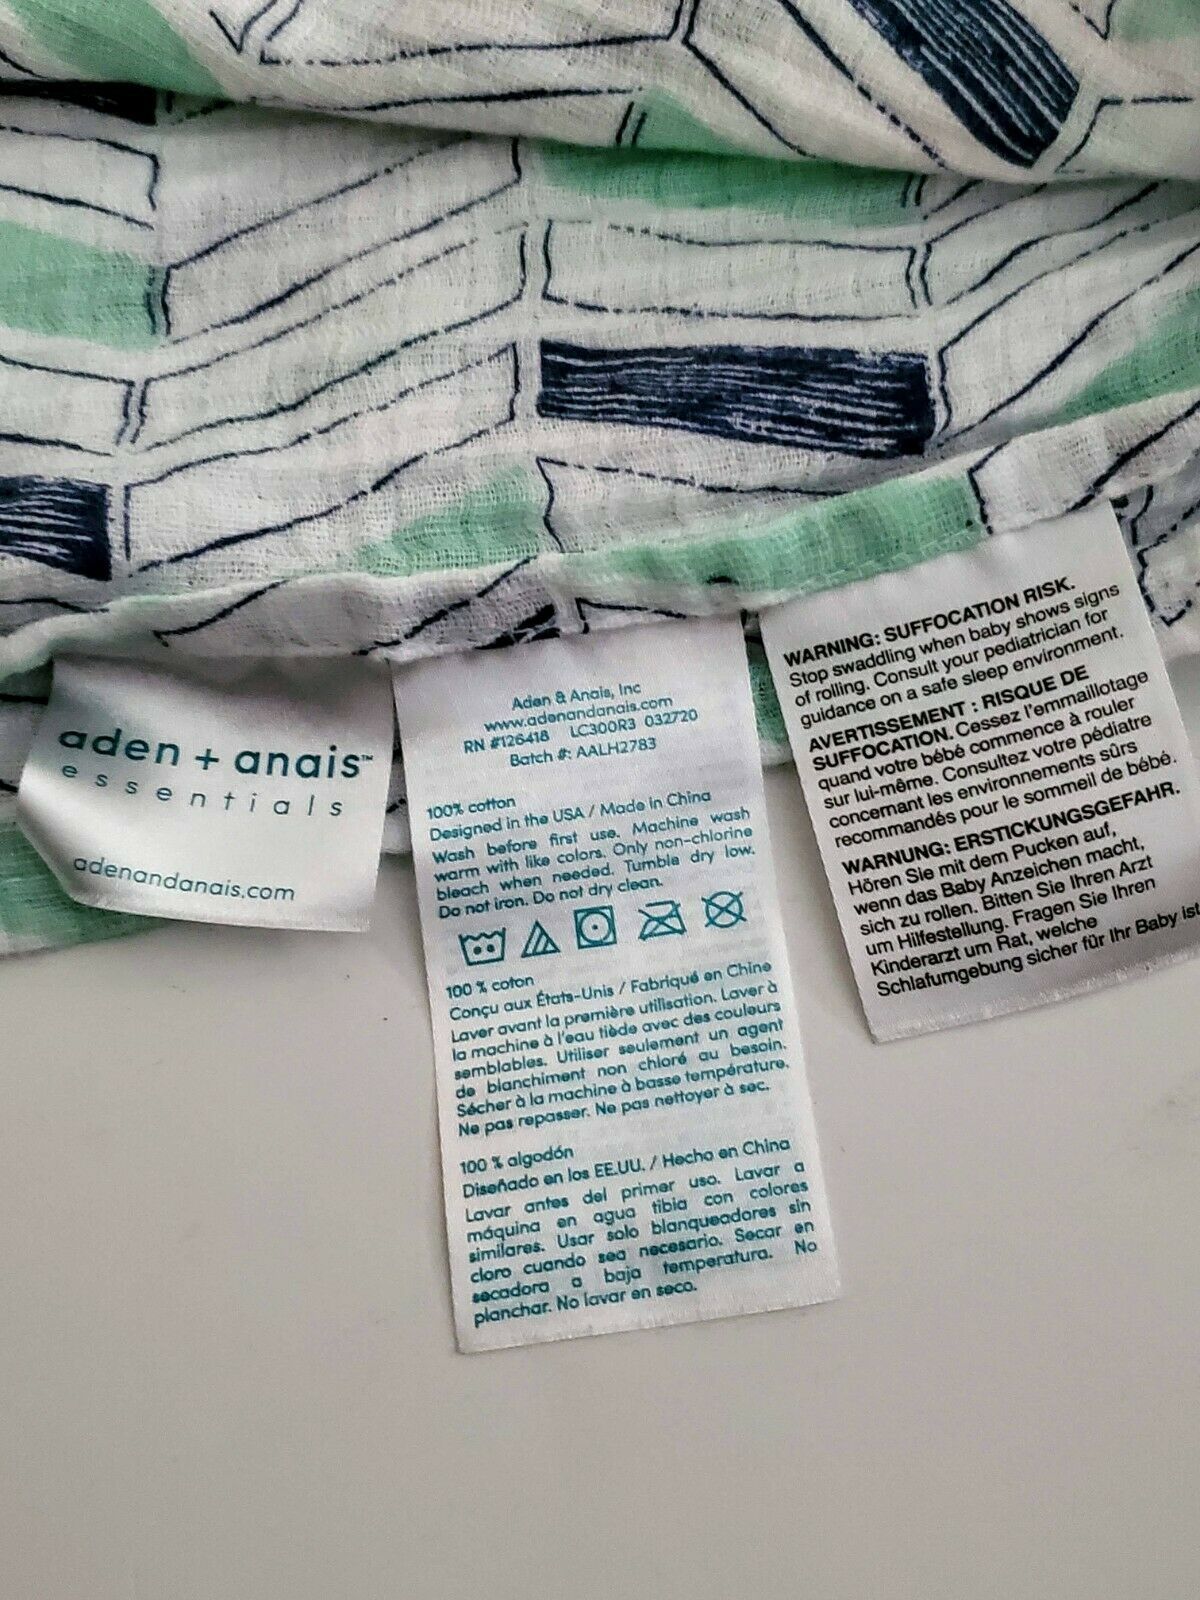 aden + anais™
essentials
adenandanais.com
Aden & Anais, Inc
www.adenandanais.com
RN #126418 LC300R3 032720
Batch #: AALH2783
100% cotton
Designed in the USA / Made in China
Wash before first use. Machine wash
warm with like colors. Only non-chlorine
bleach when needed. Tumble dry low.
Do not iron. Do not dry clean.
100 % coton
Conçu aux États-Unis / Fabriqué en Chine
Laver avant la première utilisation. Laver à
la machine à l'eau tiède avec des couleurs
semblables. Utiliser seulement un agent
de blanchiment non chloré au besoin.
Sécher à la machine à basse température.
Ne pas repasser. Ne pas nettoyer à sec.
100 % algodón
Diseñado en los EE.UU. / Hecho en China
Lavar antes del primer uso. Lavar a
máquina en agua tibia con colores
similares. Usar solo blanqueadores sin
cloro cuando sea necesario. Secar en
secadora a baja temperatura. No
planchar. No lavar en seco.
WARNING: SUFFOCATION RISK.
Stop swaddling when baby shows signs
of rolling. Consult your pediatrician for
guidance on a safe sleep environment.
AVERTISSEMENT : RISQUE DE
SUFFOCATION. Cessez l'emmaillotage
quand votre bébé commence à rouler
sur lui-même. Consultez votre pédiatre
concernant les environnements sûrs
recommandés pour le sommeil de bébé.
WARNUNG: ERSTICKUNGSGEFAHR.
Hören Sie mit dem Pucken auf,
wenn das Baby Anzeichen macht,
sich zu rollen. Bitten Sie Ihren Arzt
um Hilfestellung. Fragen Sie Ihren
Kinderarzt um Rat, welche
Schlafumgebung sicher für Ihr Baby ist